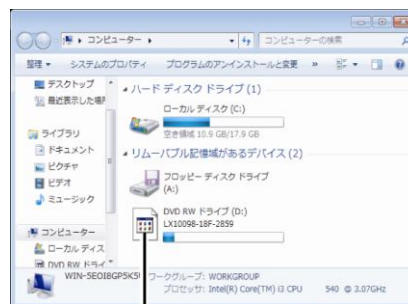 コンピューター
コンピューターの検索
整理 システムのプロパティ プログラムのアンインストールと変更 »
デスクトップ
最近表示した場
ライブラリ
ドキュメント
ピクチャ
ビデオ
ミュージック
コンピューター
ローカル ディス
DVD RW ドライ
ハード ディスク ドライブ (1)
ローカル ディスク (C:)
空き領域 10.9 GB/17.9 GB
リムーバブル記憶域があるデバイス (2)
フロッピー ディスク ドライブ
(A:)
DVD RW ドライブ (D:)
LX10098-18F-2859
WIN-5EOI8GP5K5 ワークグループ: WORKGROUP
プロセッサ: Intel(R) Core(TM) i3 CPU 540 @ 3.07GHz